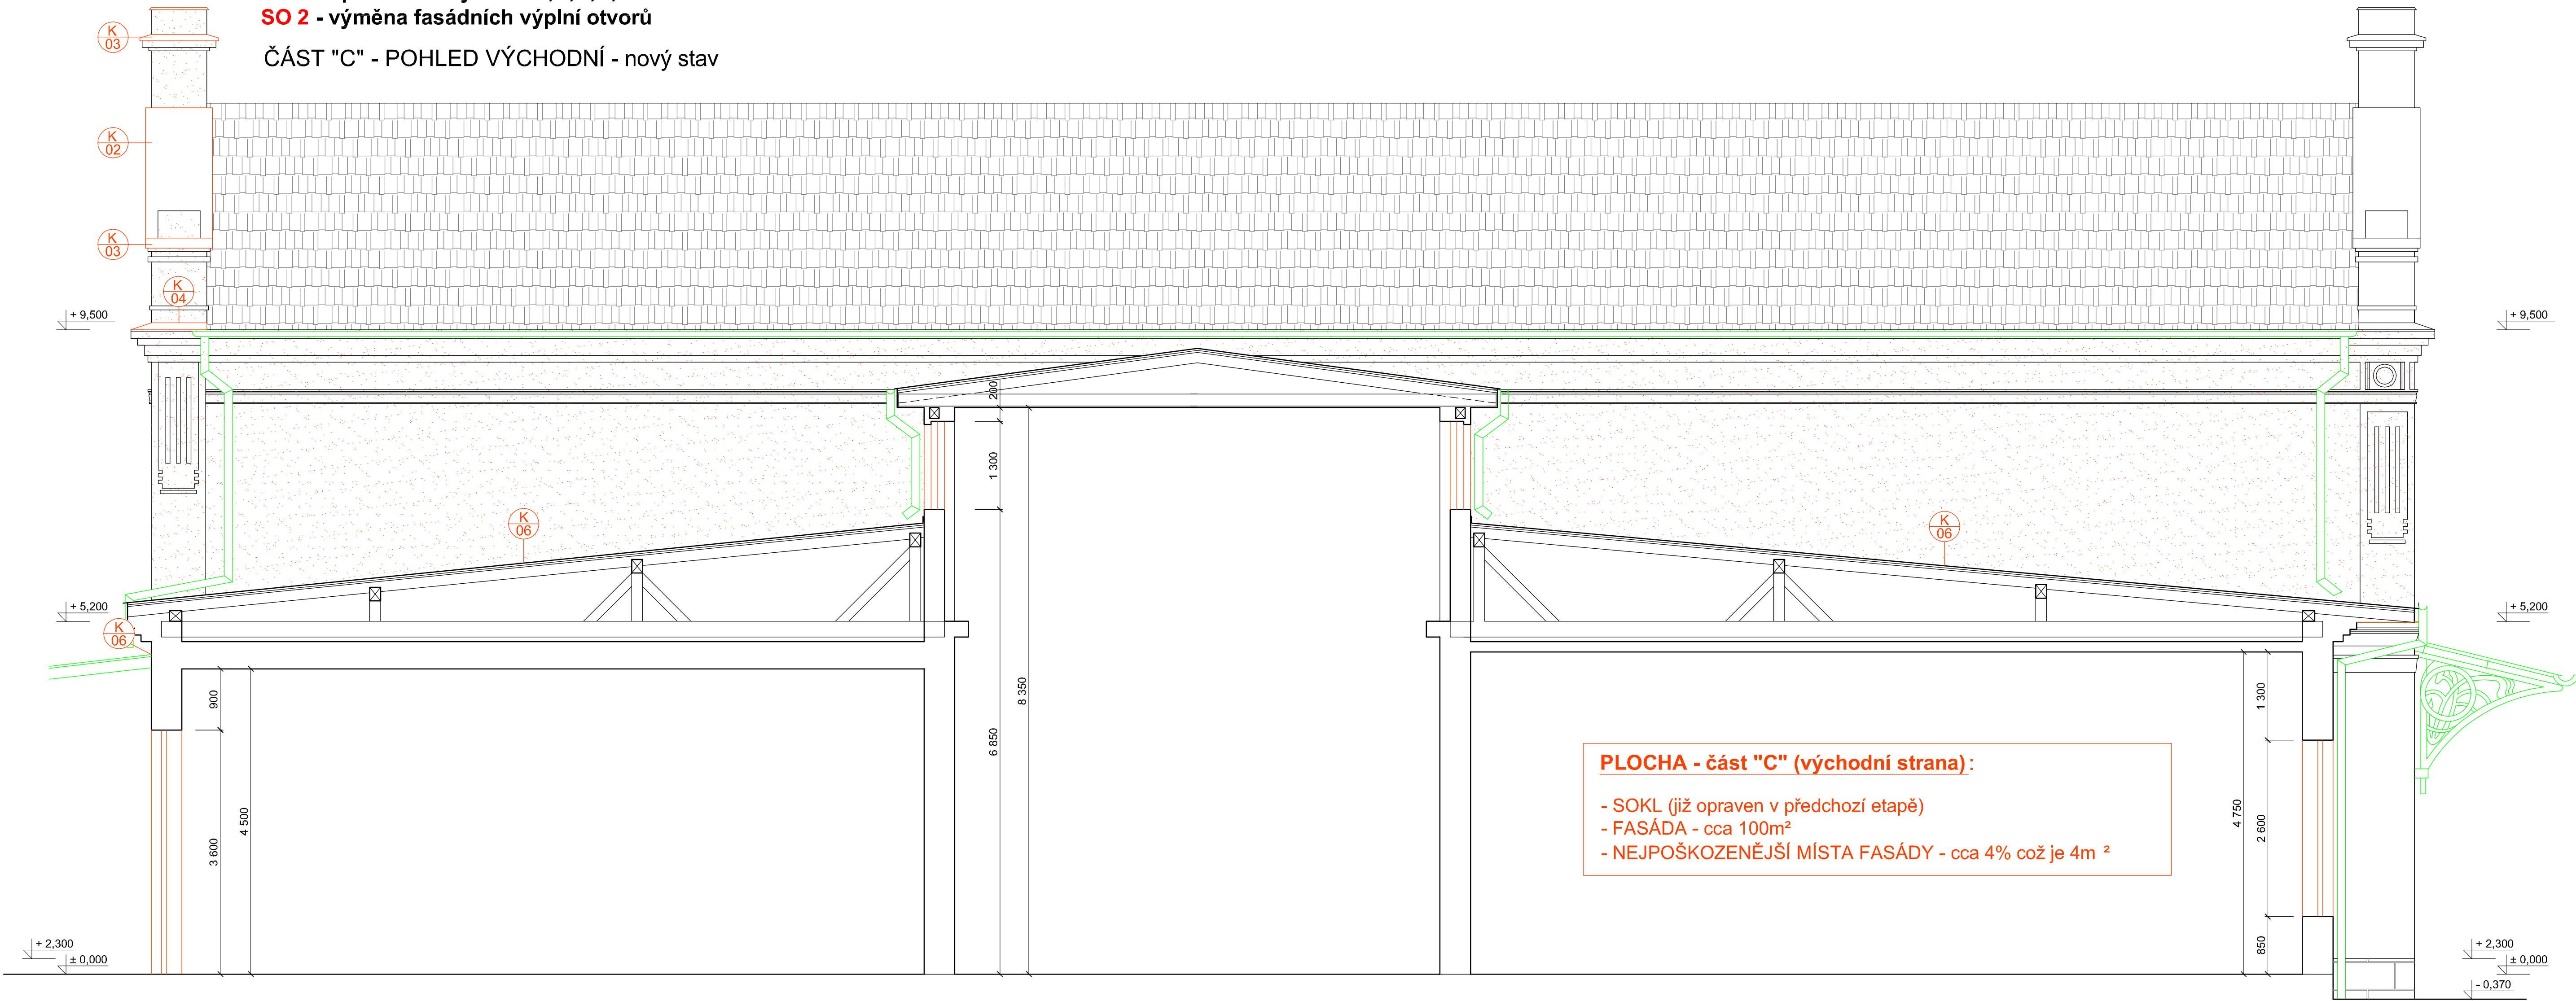 SO 2 - výměna fasádních výplní otvorů
ČÁST "C" - POHLED VÝCHODNÍ - nový stav
K
03
K
02
K
03
K
04
+ 9,500
+ 9,500
200
1 300
K
06
K
06
+ 5,200
+ 5,200
K
06
900
8 350
1 300
6 850
PLOCHA - část "C" (východní strana):
- SOKL (již opraven v předchozí etapě)
- FASÁDA - cca 100m²
- NEJPOŠKOZENĚJŠÍ MÍSTA FASÁDY - cca 4% což je 4m ²
4 500
3 600
4 750
2 600
850
+ 2,300
± 0,000
+ 2,300
± 0,000
- 0,370